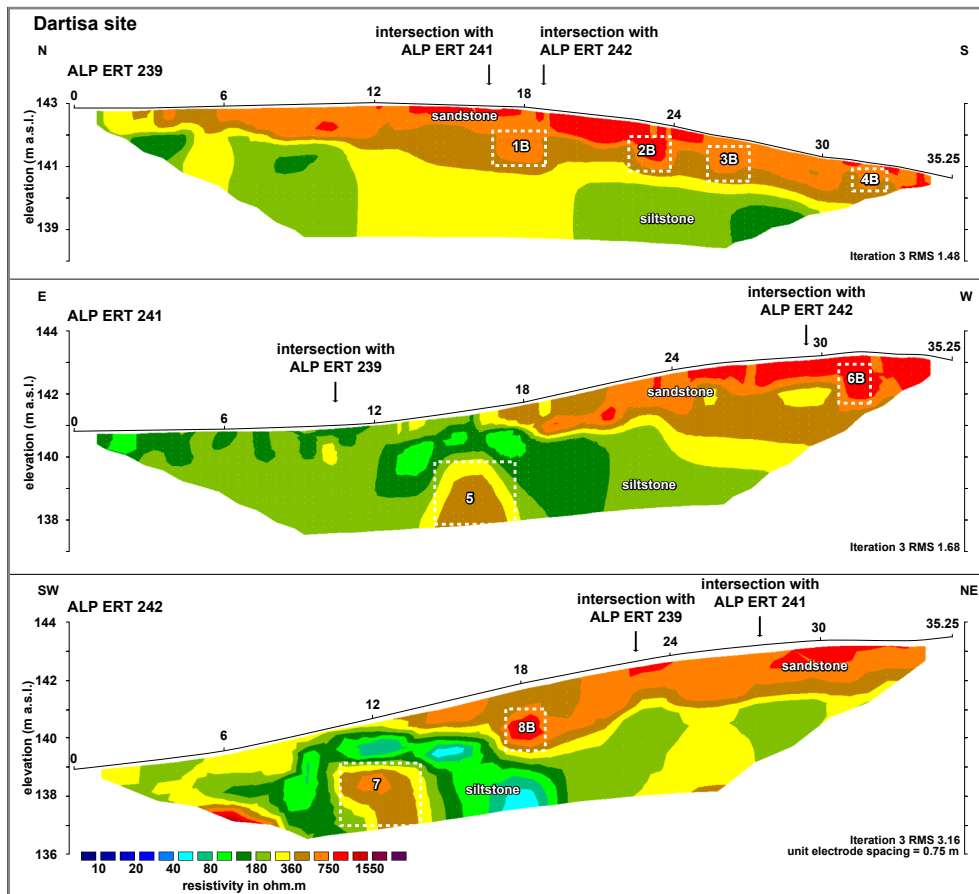 Dartisa site
N
S
intersection with
ALP ERT 241
intersection with
ALP ERT 242
ALP ERT 239
0
6
12
18
24
30
35.25
143
141
139
elevation (m a.s.l.)
sandstone
1B
2B
3B
4B
siltstone
Iteration 3 RMS 1.48
E
W
ALP ERT 241
intersection with
ALP ERT 239
intersection with
ALP ERT 242
0
6
12
18
24
30
35.25
144
142
140
138
elevation (m a.s.l.)
sandstone
6B
5
siltstone
Iteration 3 RMS 1.68
SW
NE
ALP ERT 242
intersection with
ALP ERT 239
intersection with
ALP ERT 241
0
6
12
18
24
30
35.25
144
142
140
138
136
elevation (m a.s.l.)
sandstone
8B
7
siltstone
Iteration 3 RMS 3.16
unit electrode spacing = 0.75 m
10 20 40 80 180 360 750 1550
resistivity in ohm.m